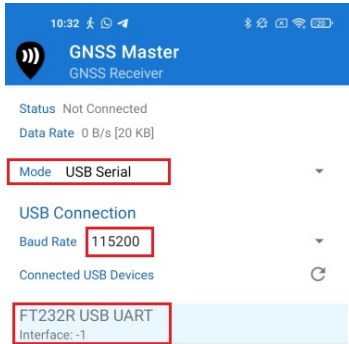 10:32
20
GNSS Master
GNSS Receiver
Status Not Connected
Data Rate 0 B/s [20 KB]
Mode USB Serial
USB Connection
Baud Rate 115200
Connected USB Devices
FT232R USB UART
Interface: -1